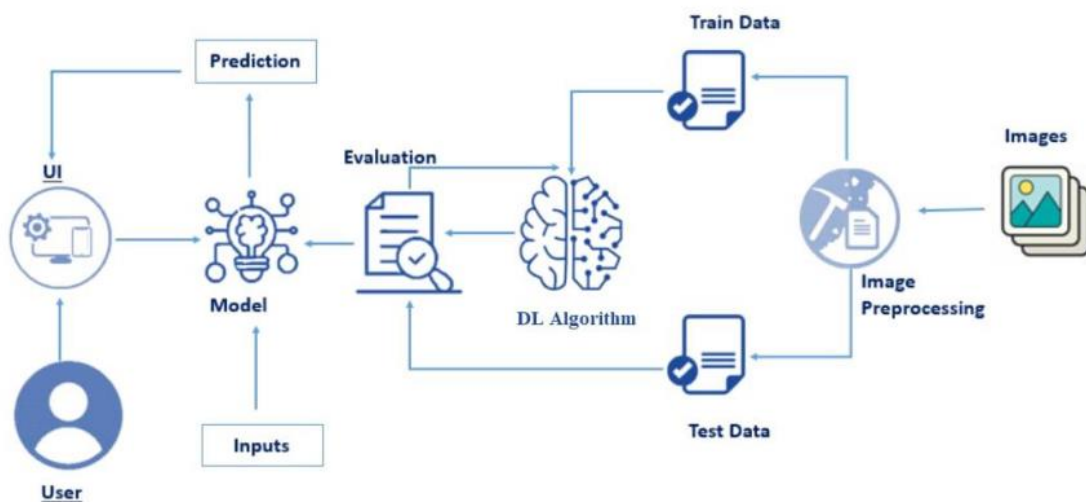 Train Data
Prediction
Images
Evaluation
UI
Model
DL Algorithm
Image
Preprocessing
Inputs
Test Data
User